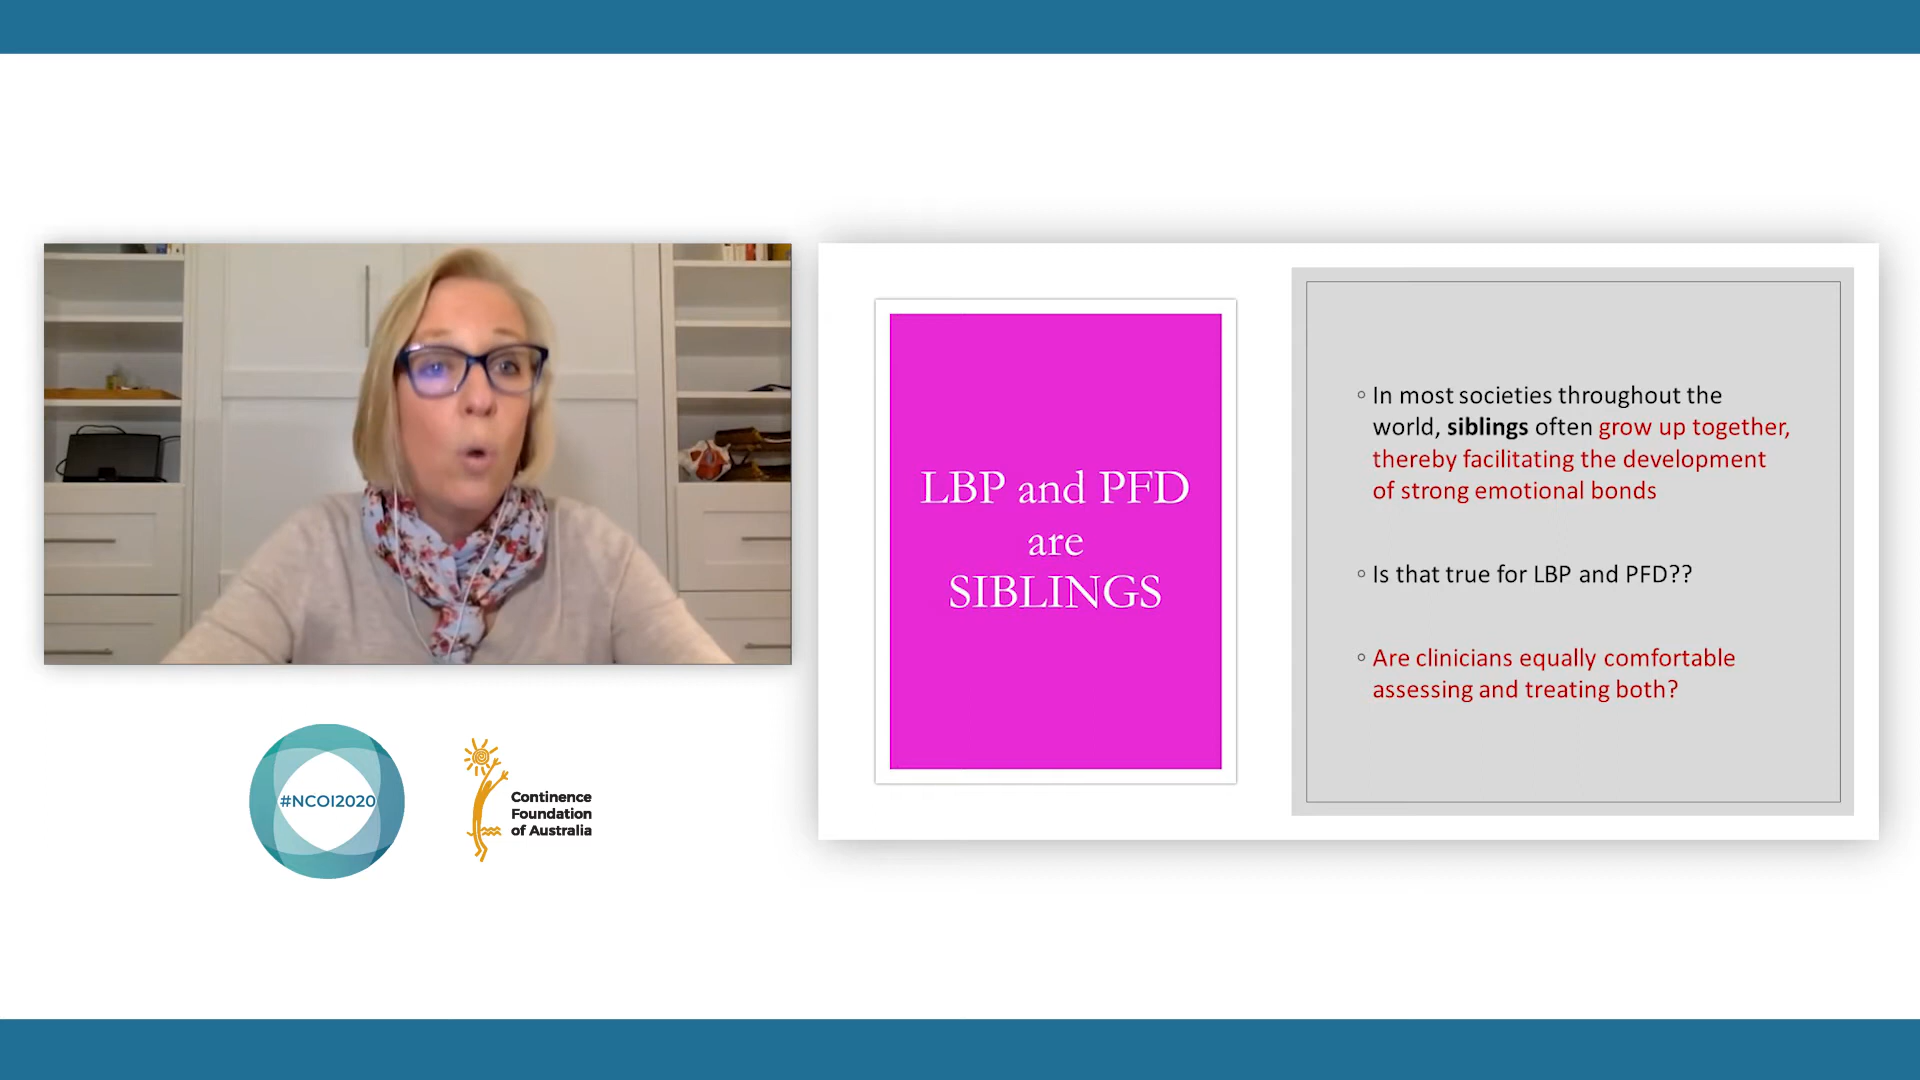 LBP and PFD
are
SIBLINGS
◦ In most societies throughout the
world, siblings often grow up together,
thereby facilitating the development
of strong emotional bonds
◦ Is that true for LBP and PFD??
◦ Are clinicians equally comfortable
assessing and treating both?
#NCOI2020
Continence
Foundation
of Australia